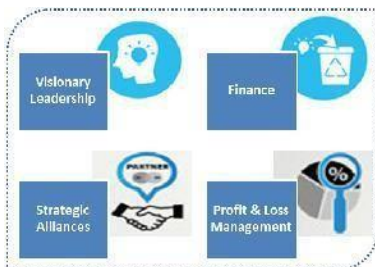 Visionary
Leadership
Finance
PARTNER
Strategic
Alliances
%
Profit & Loss
Management